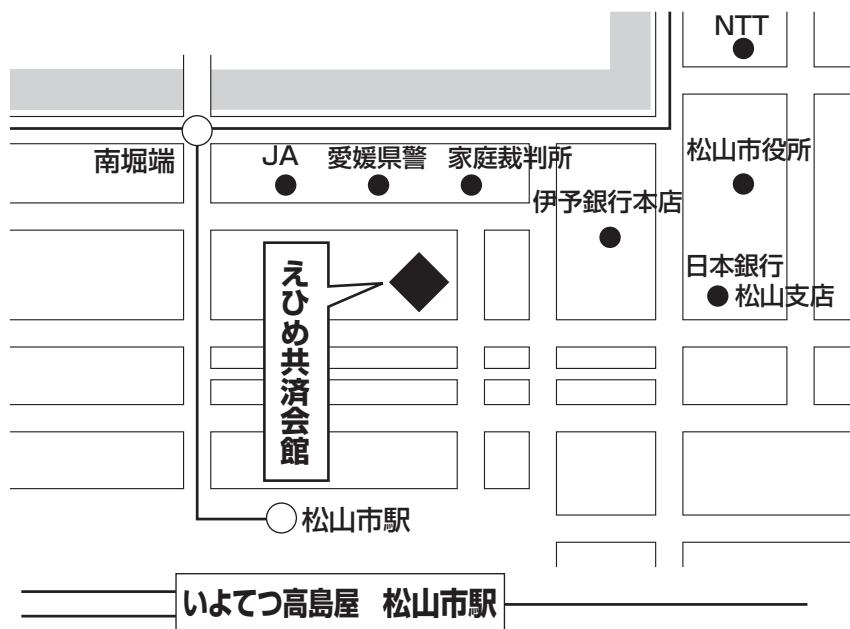 NTT
南堀端
JA
愛媛県警
家庭裁判所
松山市役所
伊予銀行本店
日本銀行
松山支店
えひめ共済会館
松山市駅
いよてつ高島屋 松山市駅